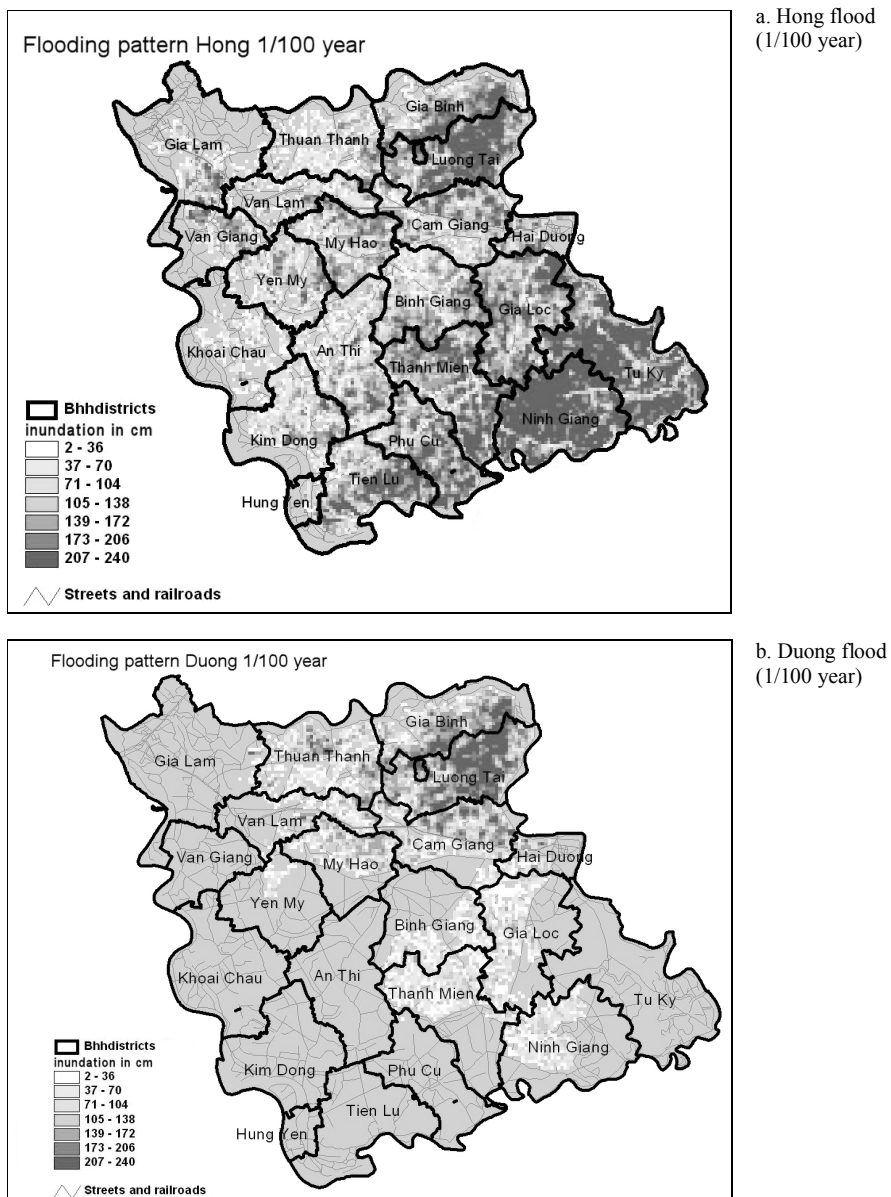 a. Hong flood
(1/100 year)
Flooding pattern Hong 1/100 year
Gia Binh
Thuan Thanh
Gia Lam
Luong Tai
Van Lam
Cam Giang
Van Giang
My Hao
Hai Duong
Yen My
Binh Giang
Gia Loc
Khoai Chau
An Thi
Thanh Mien
Tu Ky
Ninh Giang
Kim Dong
Phu Cu
Tien Lu
Hung Yen
Bhhdistricts
inundation in cm
2 - 36
37 - 70
71 - 104
105 - 138
139 - 172
173 - 206
207 - 240
Streets and railroads
b. Duong flood
(1/100 year)
Flooding pattern Duong 1/100 year
Gia Binh
Thuan Thanh
Gia Lam
Luong Tai
Van Lam
Cam Giang
Van Giang
My Hao
Hai Duong
Yen My
Binh Giang
Gia Loc
Khoai Chau
An Thi
Thanh Mien
Tu Ky
Ninh Giang
Kim Dong
Phu Cu
Tien Lu
Hung Yen
Bhhdistricts
inundation in cm
2 - 36
37 - 70
71 - 104
105 - 138
139 - 172
173 - 206
207 - 240
Streets and railroads